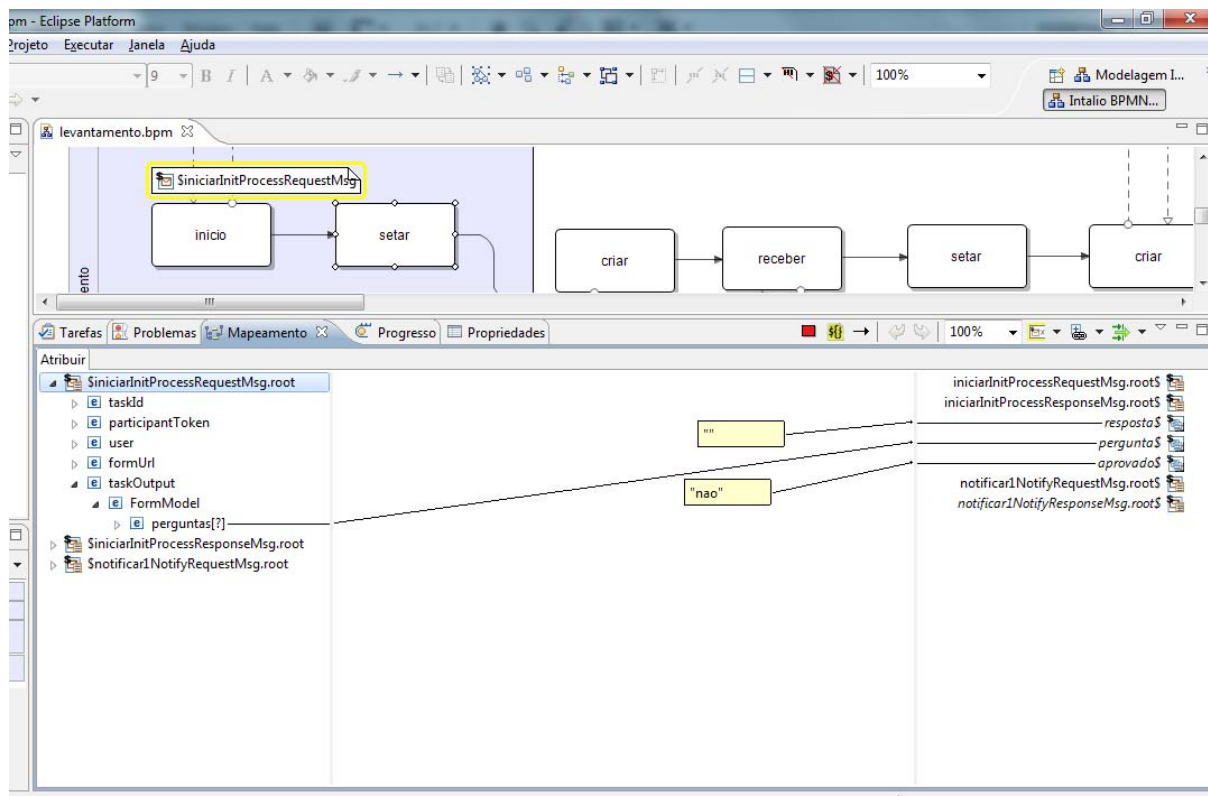 om - Eclipse Platform
Projeto Executar Janela Ajuda
9 B I A 100% Modelagem I...
Intalio BPMN...
levantamento.bpm
$iniciarInitProcessRequestMsg
inicio setar criar receber setar criar
ento
Tarefas Problemas Mapeamento Progresso Propriedades 100%
Atribuir
$iniciarInitProcessRequestMsg.root
taskId
participantToken
user
formUrl
taskOutput
FormModel
perguntas[?]
$iniciarInitProcessResponseMsg.root
$notificar1NotifyRequestMsg.root
""
"nao"
iniciarInitProcessRequestMsg.root$
iniciarInitProcessResponseMsg.root$
resposta$
pergunta$
aprovado$
notificar1NotifyRequestMsg.root$
notificar1NotifyResponseMsg.root$